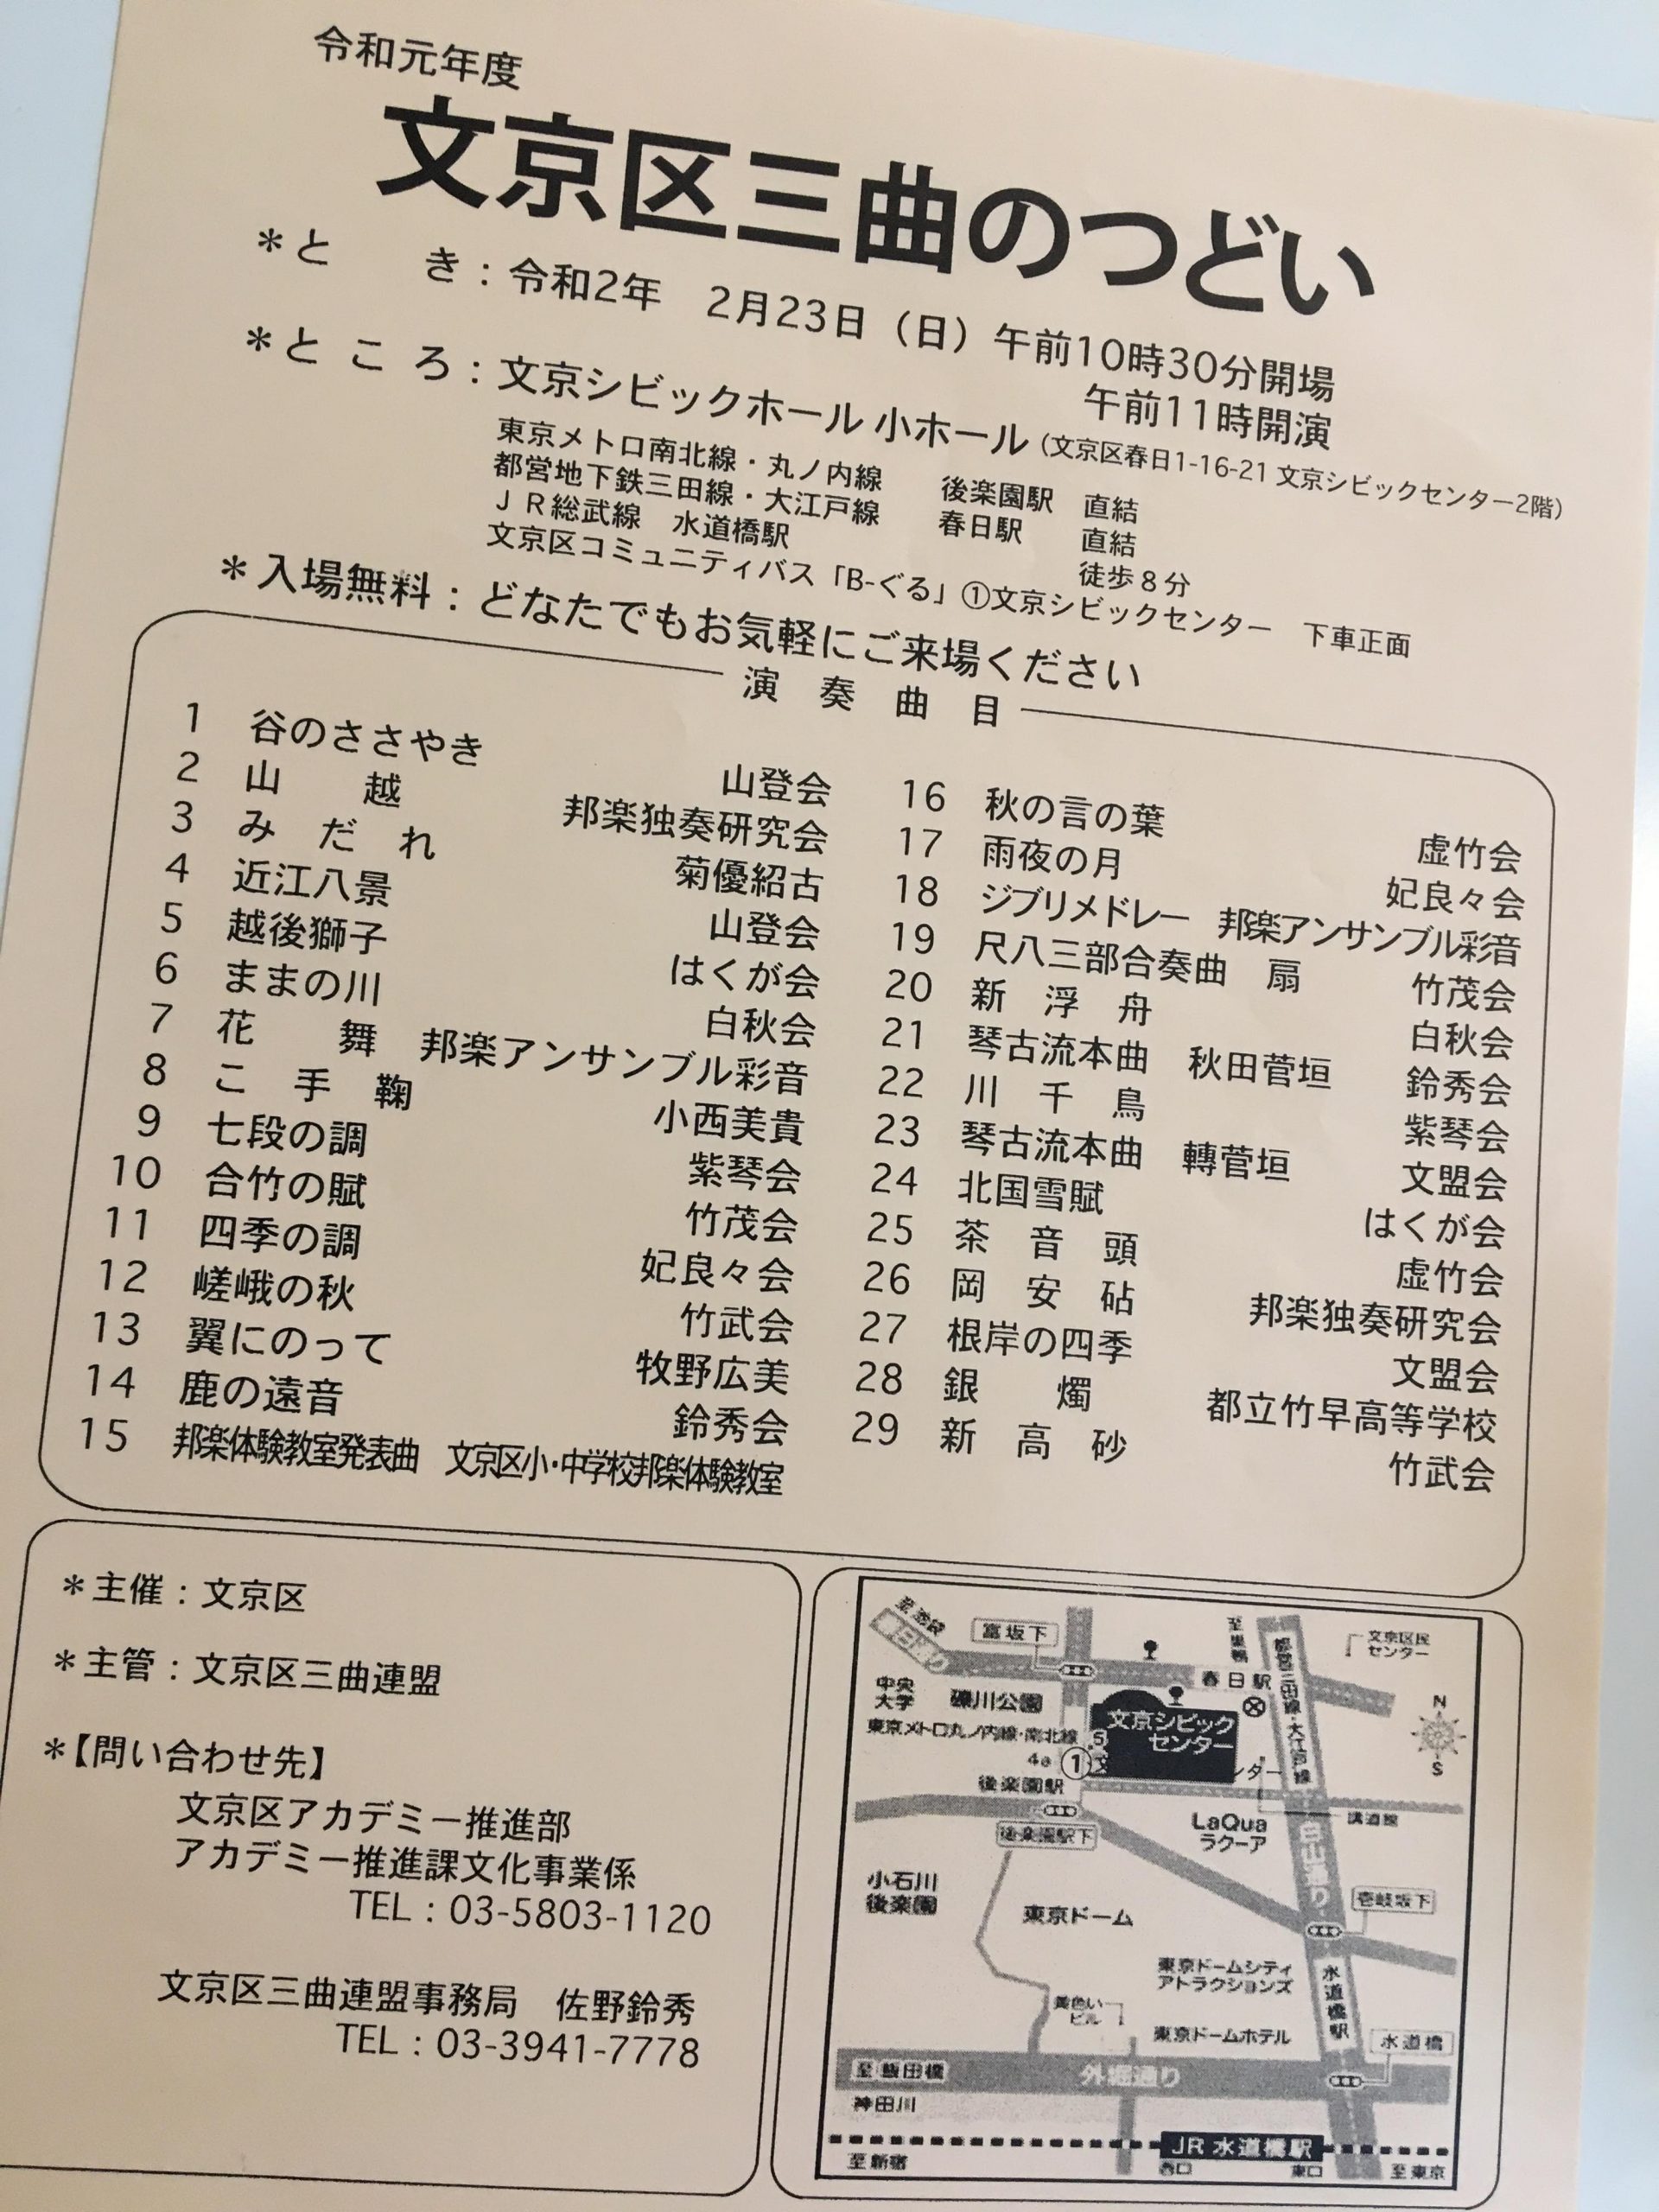 令和元年度
文京区三曲のつどい
＊と　き：令和2年　2月23日（日）午前10時30分開場
午前11時開演
＊ところ：文京シビックホール 小ホール（文京区春日1-16-21 文京シビックセンター2階）
東京メトロ南北線・丸ノ内線　後楽園駅　直結
都営地下鉄三田線・大江戸線　春日駅　直結
ＪＲ総武線　水道橋駅　徒歩８分
文京区コミュニティバス「B-ぐる」①文京シビックセンター　下車正面
＊入場無料：どなたでもお気軽にご来場ください
演奏曲目
1　谷のささやき　山登会
2　山　越　邦楽独奏研究会
3　み　だ　れ　菊優紹古
4　近江八景　山登会
5　越後獅子　はくが会
6　ままの川　白秋会
7　花　舞　邦楽アンサンブル彩音
8　こ　手　鞠　小西美貴
9　七段の調　紫琴会
10　合竹の賦　竹茂会
11　四季の調　妃良々会
12　嵯峨の秋　竹武会
13　翼にのって　牧野広美
14　鹿の遠音　鈴秀会
15　邦楽体験教室発表曲　文京区小・中学校邦楽体験教室
16　秋の言の葉　虚竹会
17　雨夜の月　妃良々会
18　ジブリメドレー　邦楽アンサンブル彩音
19　尺八三部合奏曲　扇　竹茂会
20　新　浮　舟　白秋会
21　琴古流本曲　秋田菅垣　鈴秀会
22　川　千　鳥　紫琴会
23　琴古流本曲　轉菅垣　文盟会
24　北国雪賦　はくが会
25　茶　音　頭　虚竹会
26　岡　安　砧　邦楽独奏研究会
27　根岸の四季　文盟会
28　銀　燭　都立竹早高等学校
29　新　高　砂　竹武会
＊主催：文京区
＊主管：文京区三曲連盟
＊【問い合わせ先】
文京区アカデミー推進部
アカデミー推進課文化事業係
TEL：03-5803-1120
文京区三曲連盟事務局　佐野鈴秀
TEL：03-3941-7778
至池袋
春日通り
富坂下
至巣鴨
都営三田線・大江戸線
文京区民
センター
春日駅
中央
大学
礫川公園
東京メトロ丸ノ内線・南北線
文京シビック
センター
5
4a
①文
ンター
N
S
後楽園駅
後楽園駅下
LaQua
ラクーア
講道館
白山通り
壱岐坂下
小石川
後楽園
東京ドーム
東京ドームシティ
アトラクションズ
黄色い
ビル
水道橋駅
東京ドームホテル
水道橋
至飯田橋
外堀通り
神田川
JR 水道橋駅
至新宿
西口
東口
至東京